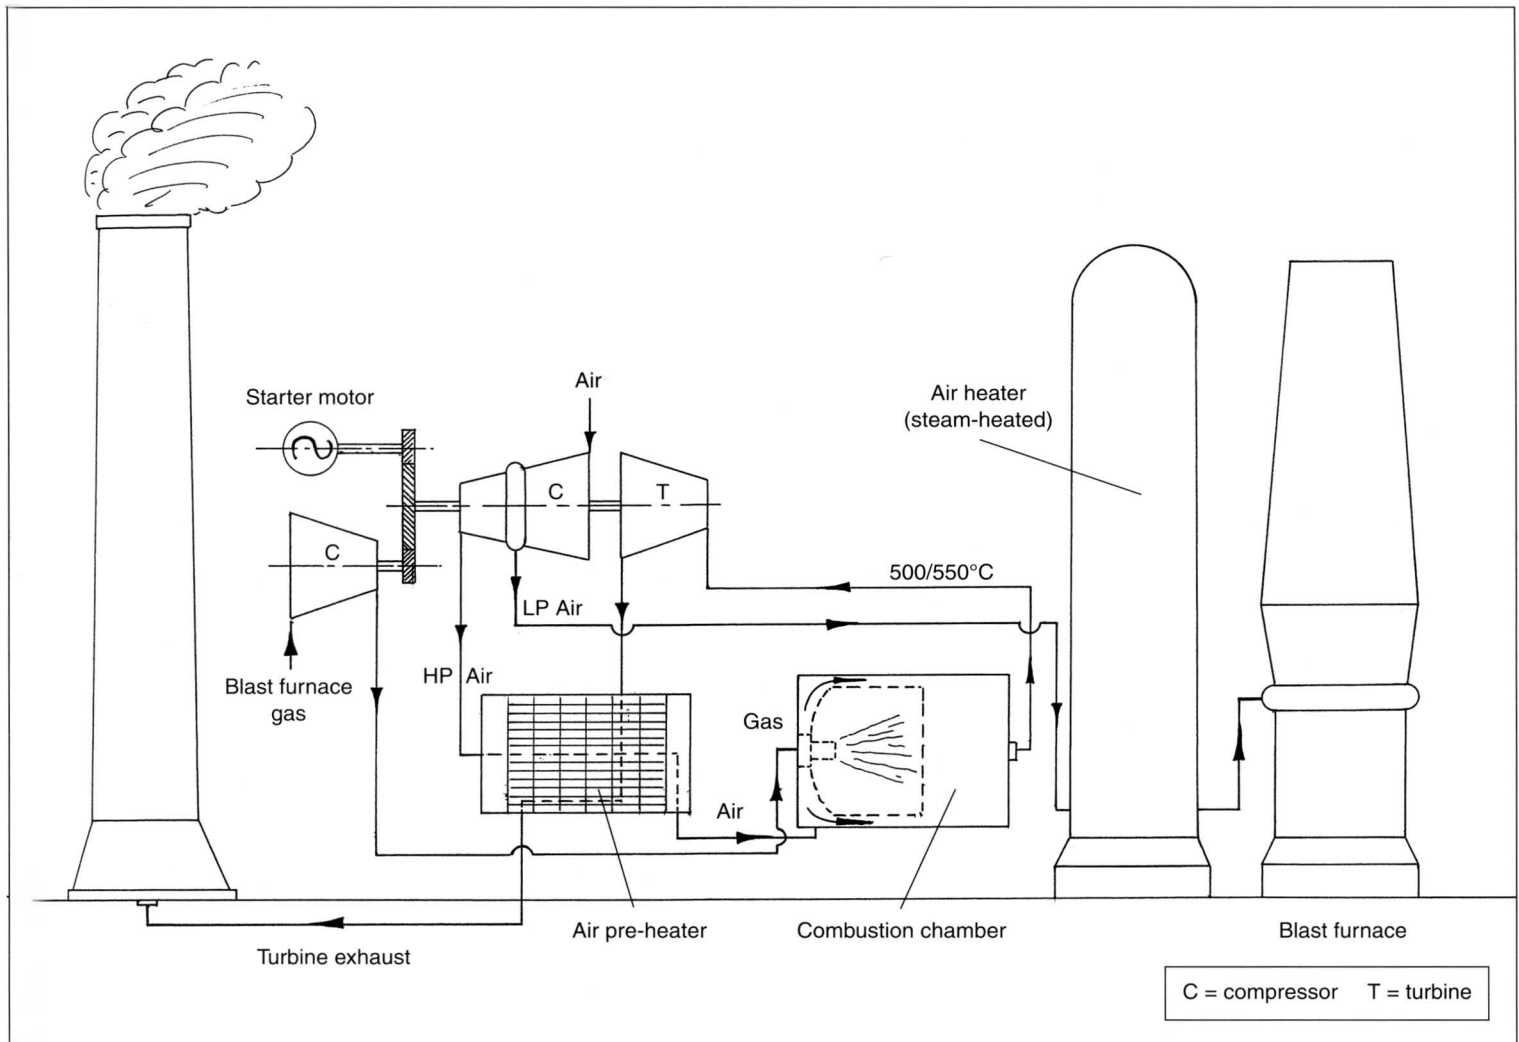 Starter motor
Air
Air heater
(steam-heated)
C
T
C
500/550°C
LP Air
HP Air
Blast furnace
gas
Gas
Air
Air pre-heater
Combustion chamber
Blast furnace
Turbine exhaust
C = compressor T = turbine